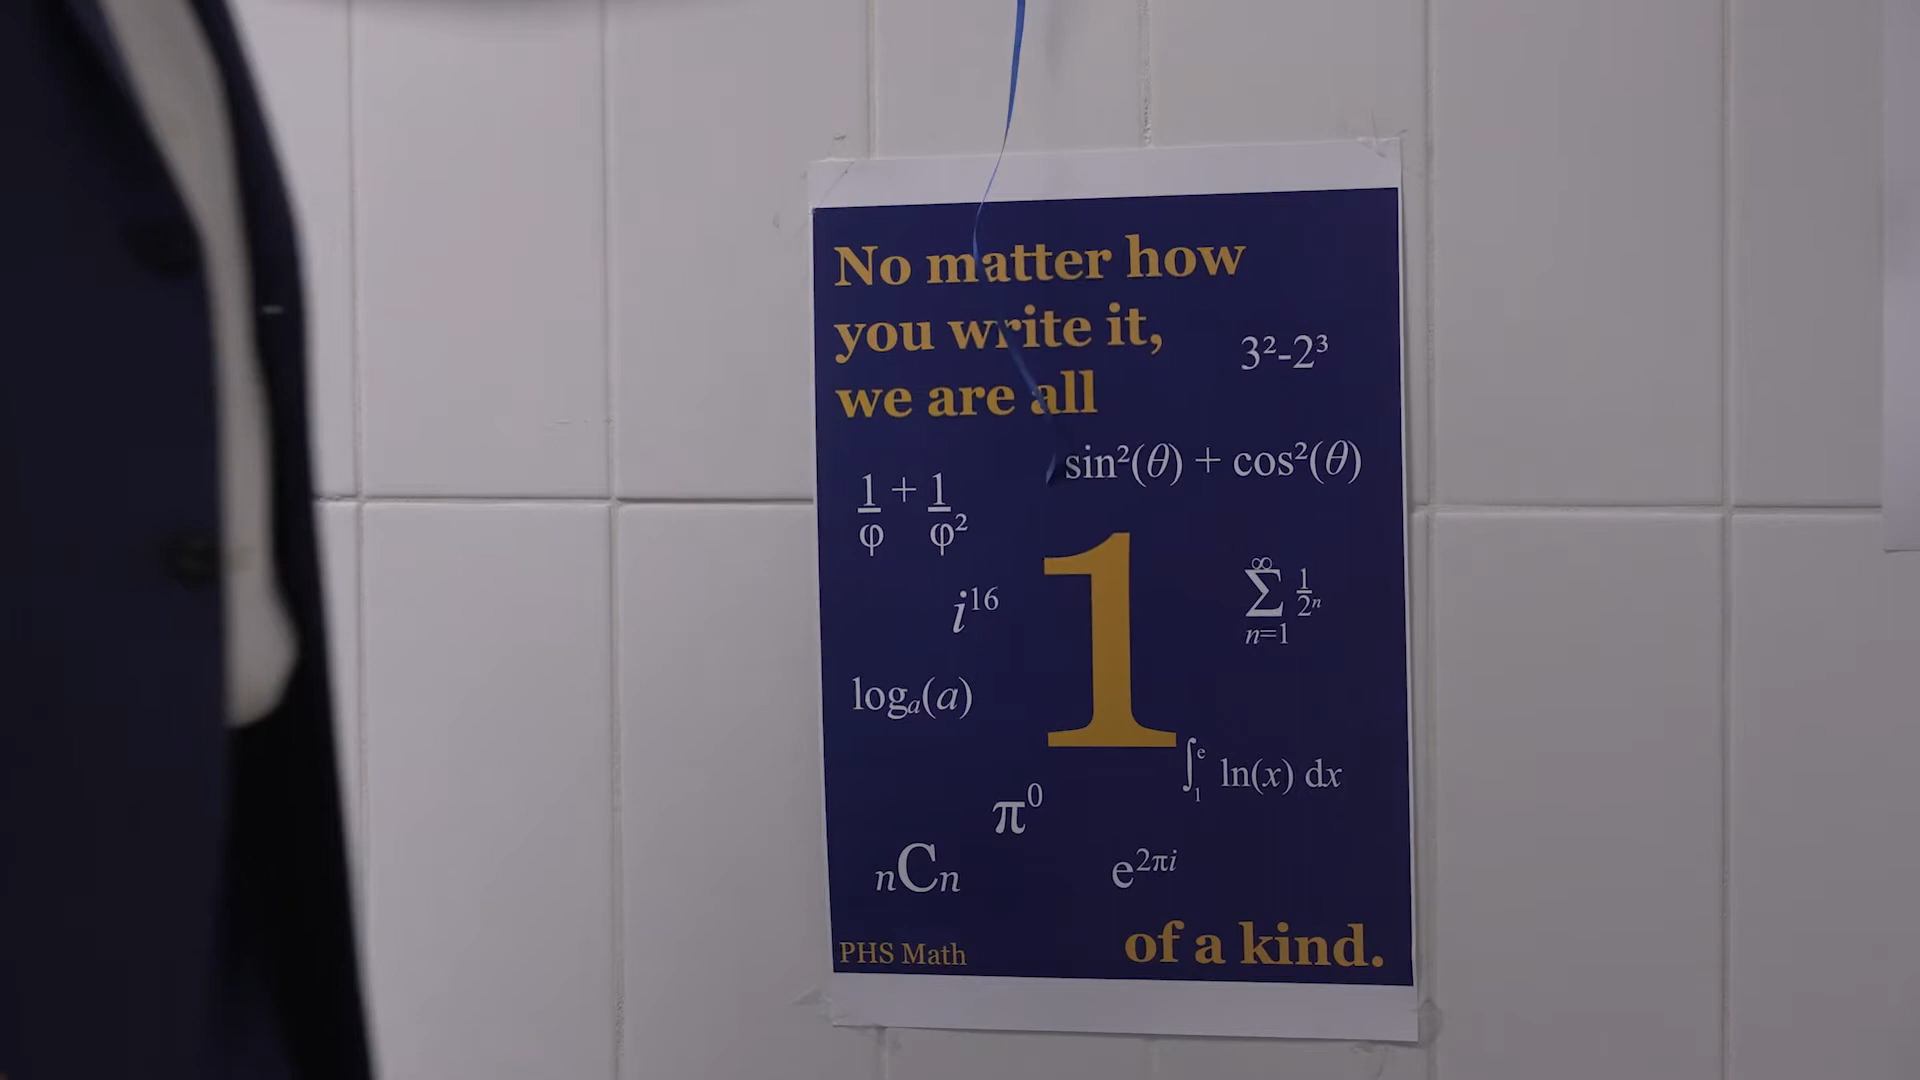 No matter how
you write it,
we are all
3²-2³
sin²(θ) + cos²(θ)
1/φ + 1/φ²
1
i¹⁶
∞ Σ n=1 1/2ⁿ
logₐ(a)
∫₁ᵉ ln(x) dx
π⁰
nCn
e²πⁱ
of a kind.
PHS Math